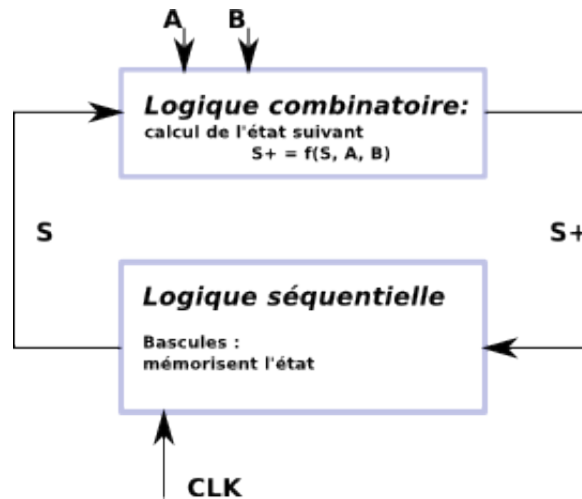 A B
Logique combinatoire:
calcul de l'état suivant
S+ = f(S, A, B)
S S+
Logique séquentielle
Bascules :
mémorisent l'état
CLK